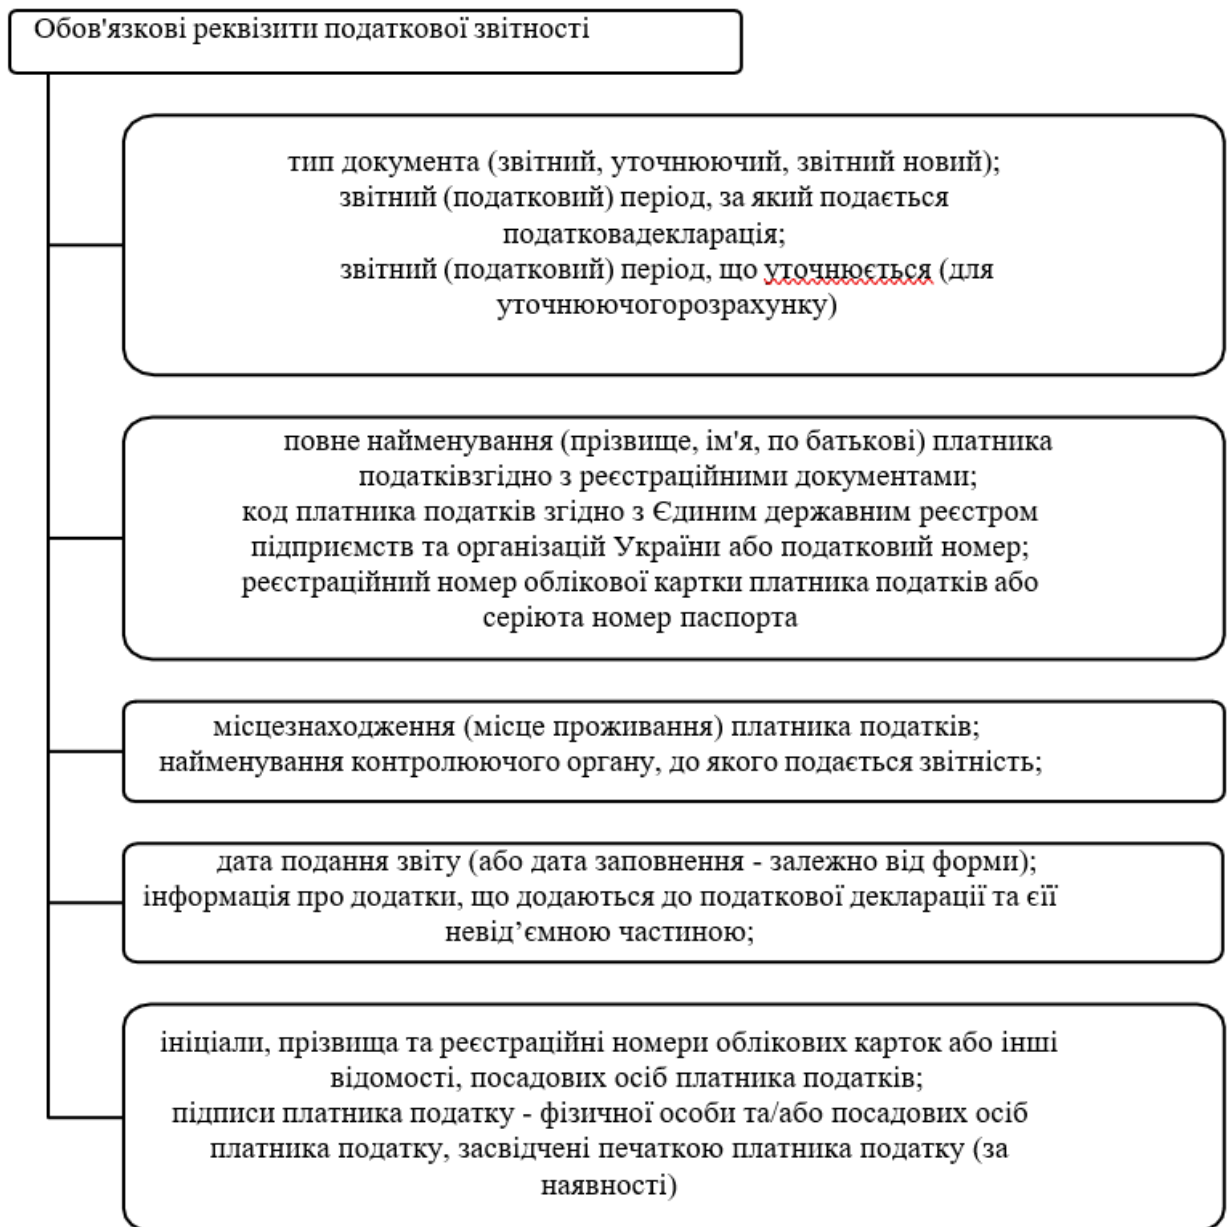 Обов'язкові реквізити податкової звітності
тип документа (звітний, уточнюючий, звітний новий);
звітний (податковий) період, за який подається
податковадекларація;
звітний (податковий) період, що уточнюється (для
уточнюючогорозрахунку)
повне найменування (прізвище, ім'я, по батькові) платника
податківзгідно з реєстраційними документами;
код платника податків згідно з Єдиним державним реєстром
підприємств та організацій України або податковий номер;
реєстраційний номер облікової картки платника податків або
серіюта номер паспорта
місцезнаходження (місце проживання) платника податків;
найменування контролюючого органу, до якого подається звітність;
дата подання звіту (або дата заповнення - залежно від форми);
інформація про додатки, що додаються до податкової декларації та єїї
невід’ємною частиною;
ініціали, прізвища та реєстраційні номери облікових карток або інші
відомості, посадових осіб платника податків;
підписи платника податку - фізичної особи та/або посадових осіб
платника податку, засвідчені печаткою платника податку (за
наявності)